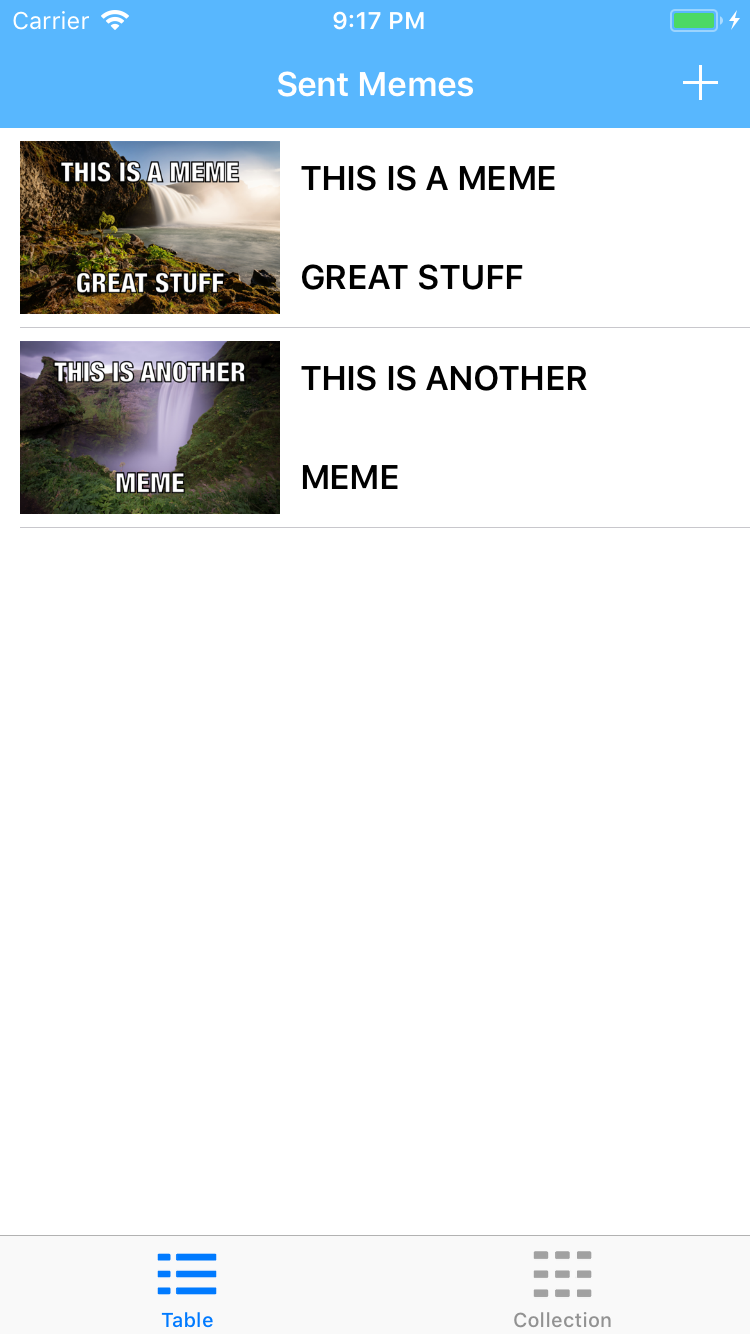 Carrier 9:17 PM
Sent Memes
THIS IS A MEME
GREAT STUFF
THIS IS A MEME
GREAT STUFF
THIS IS ANOTHER
MEME
THIS IS ANOTHER
MEME
Table
Collection